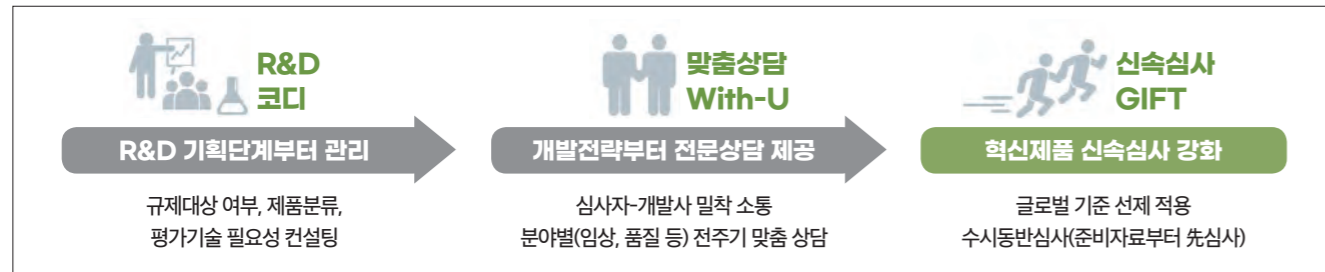 R&D
코디
R&D 기획단계부터 관리
규제대상 여부, 제품분류,
평가기술 필요성 컨설팅
맞춤상담
With-U
개발전략부터 전문상담 제공
심사자-개발사 밀착 소통
분야별(임상, 품질 등) 전주기 맞춤 상담
신속심사
GIFT
혁신제품 신속심사 강화
글로벌 기준 선제 적용
수시동반심사(준비자료부터 先심사)